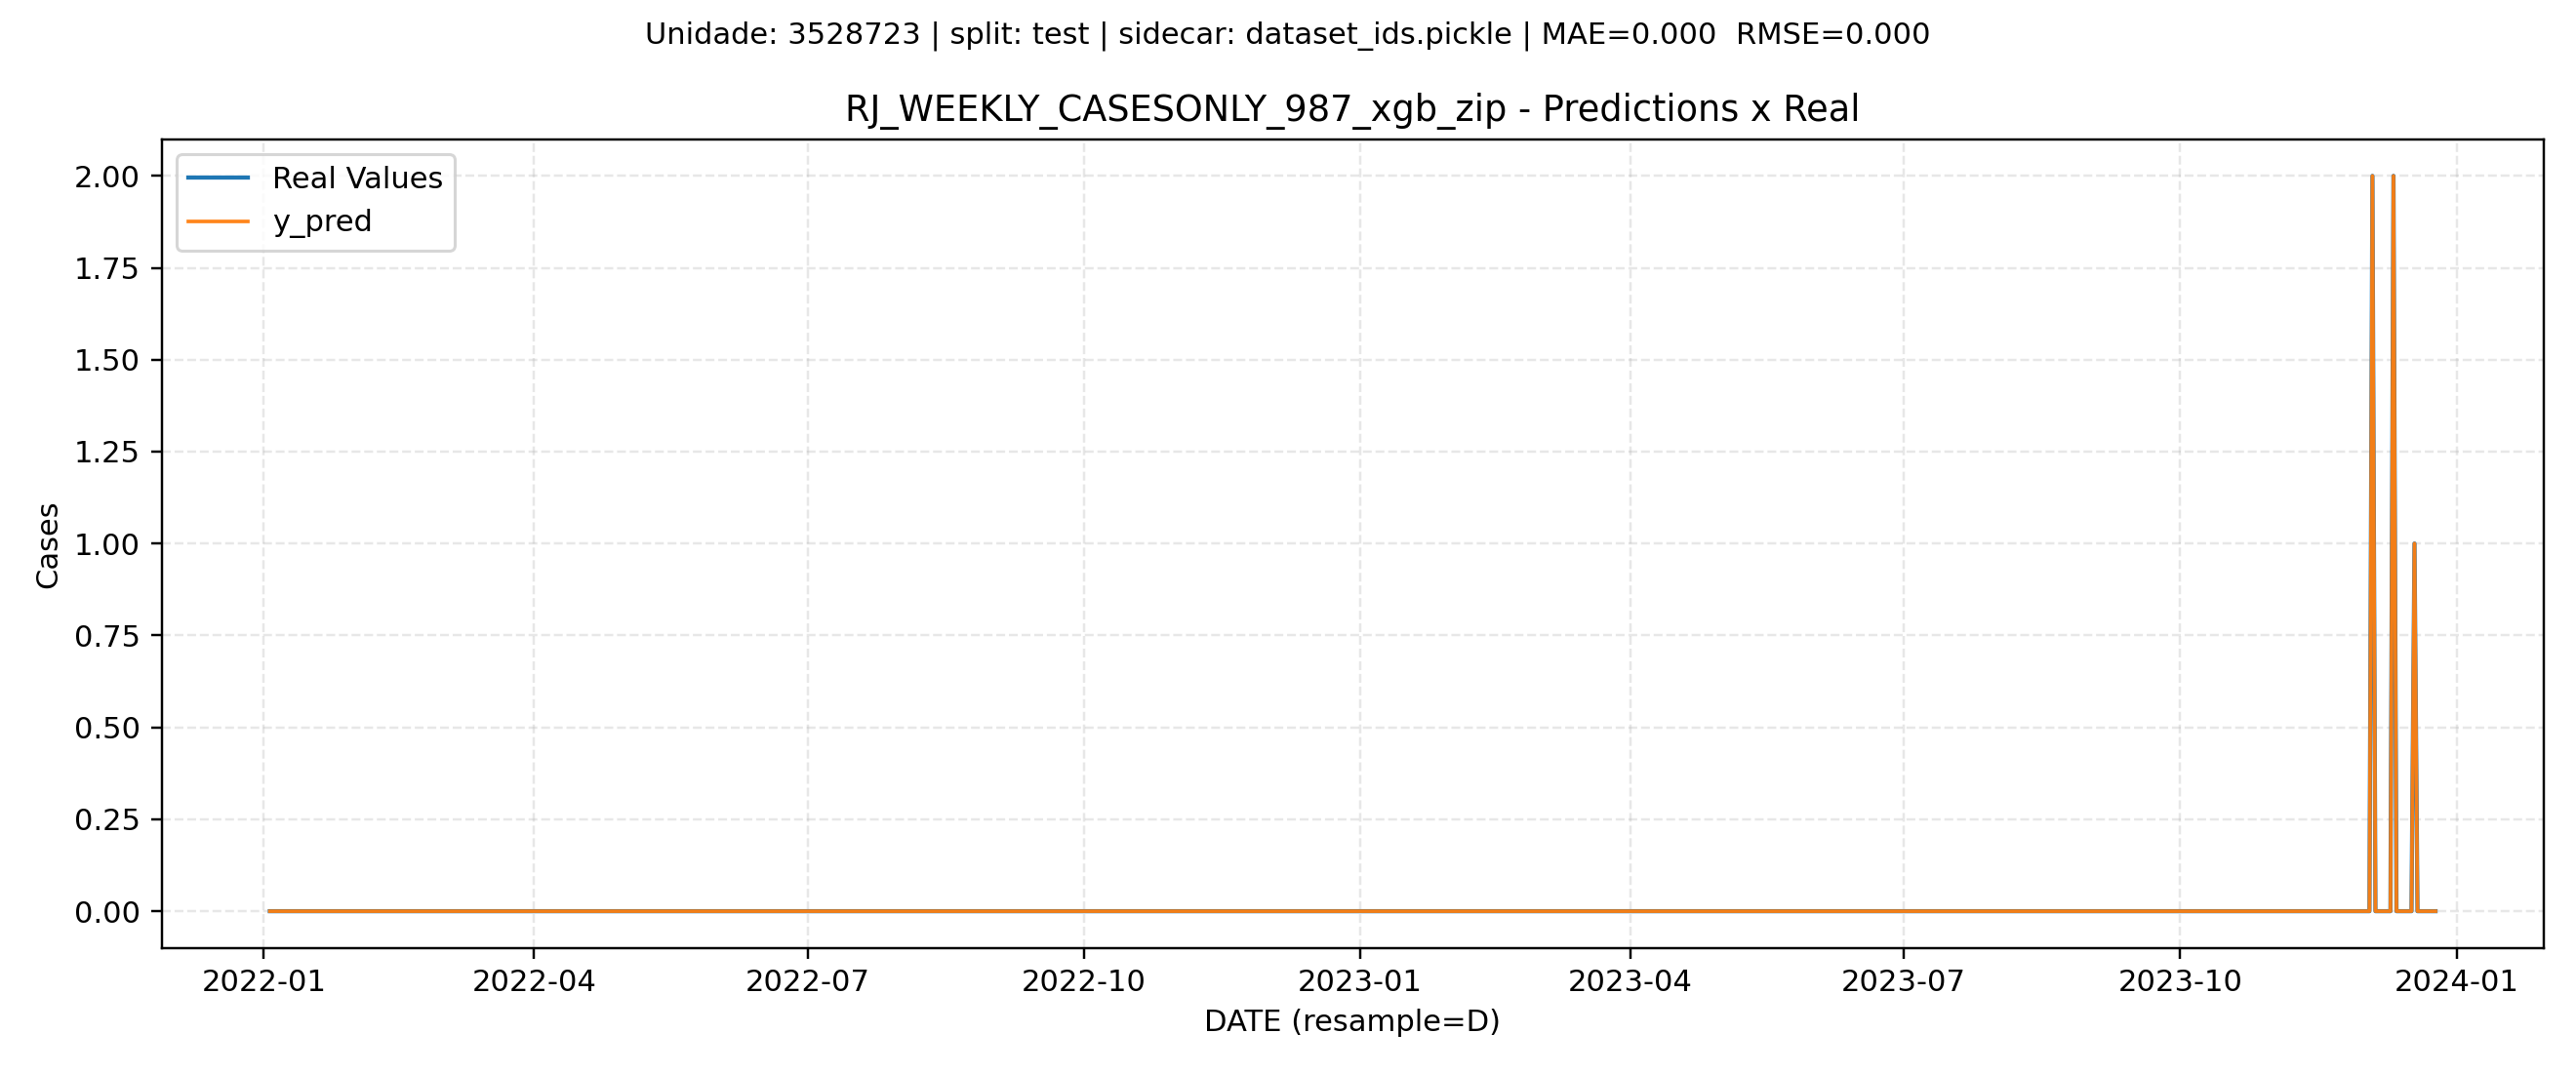 Unidade: 3528723 | split: test | sidecar: dataset_ids.pickle | MAE=0.000  RMSE=0.000
RJ_WEEKLY_CASESONLY_987_xgb_zip - Predictions x Real
Real Values
y_pred
2.00
1.75
1.50
1.25
1.00
0.75
0.50
0.25
0.00
Cases
2022-01 2022-04 2022-07 2022-10 2023-01 2023-04 2023-07 2023-10 2024-01
DATE (resample=D)